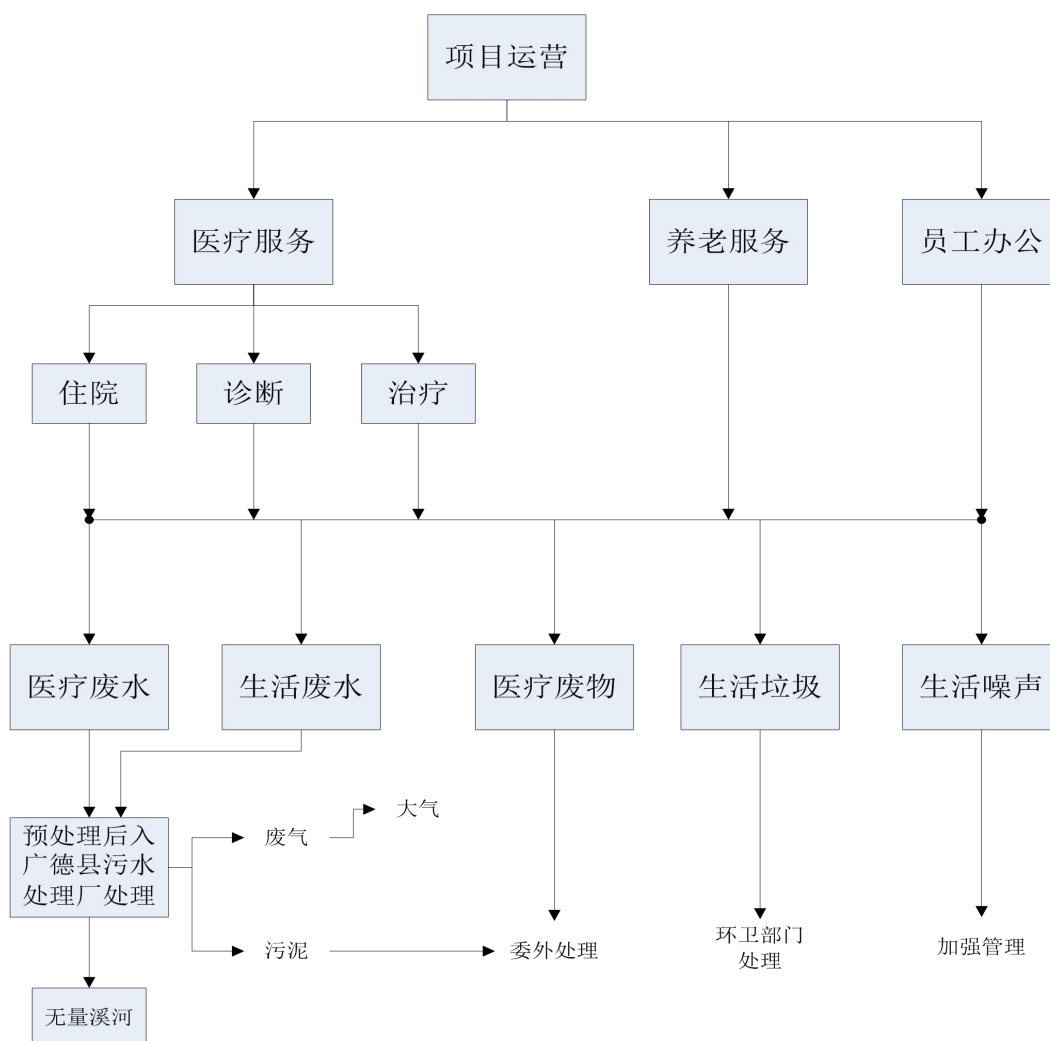 项目运营
医疗服务
养老服务
员工办公
住院
诊断
治疗
医疗废水
生活废水
医疗废物
生活垃圾
生活噪声
预处理后入
广德县污水
处理厂处理
废气
大气
污泥
委外处理
环卫部门
处理
加强管理
无量溪河